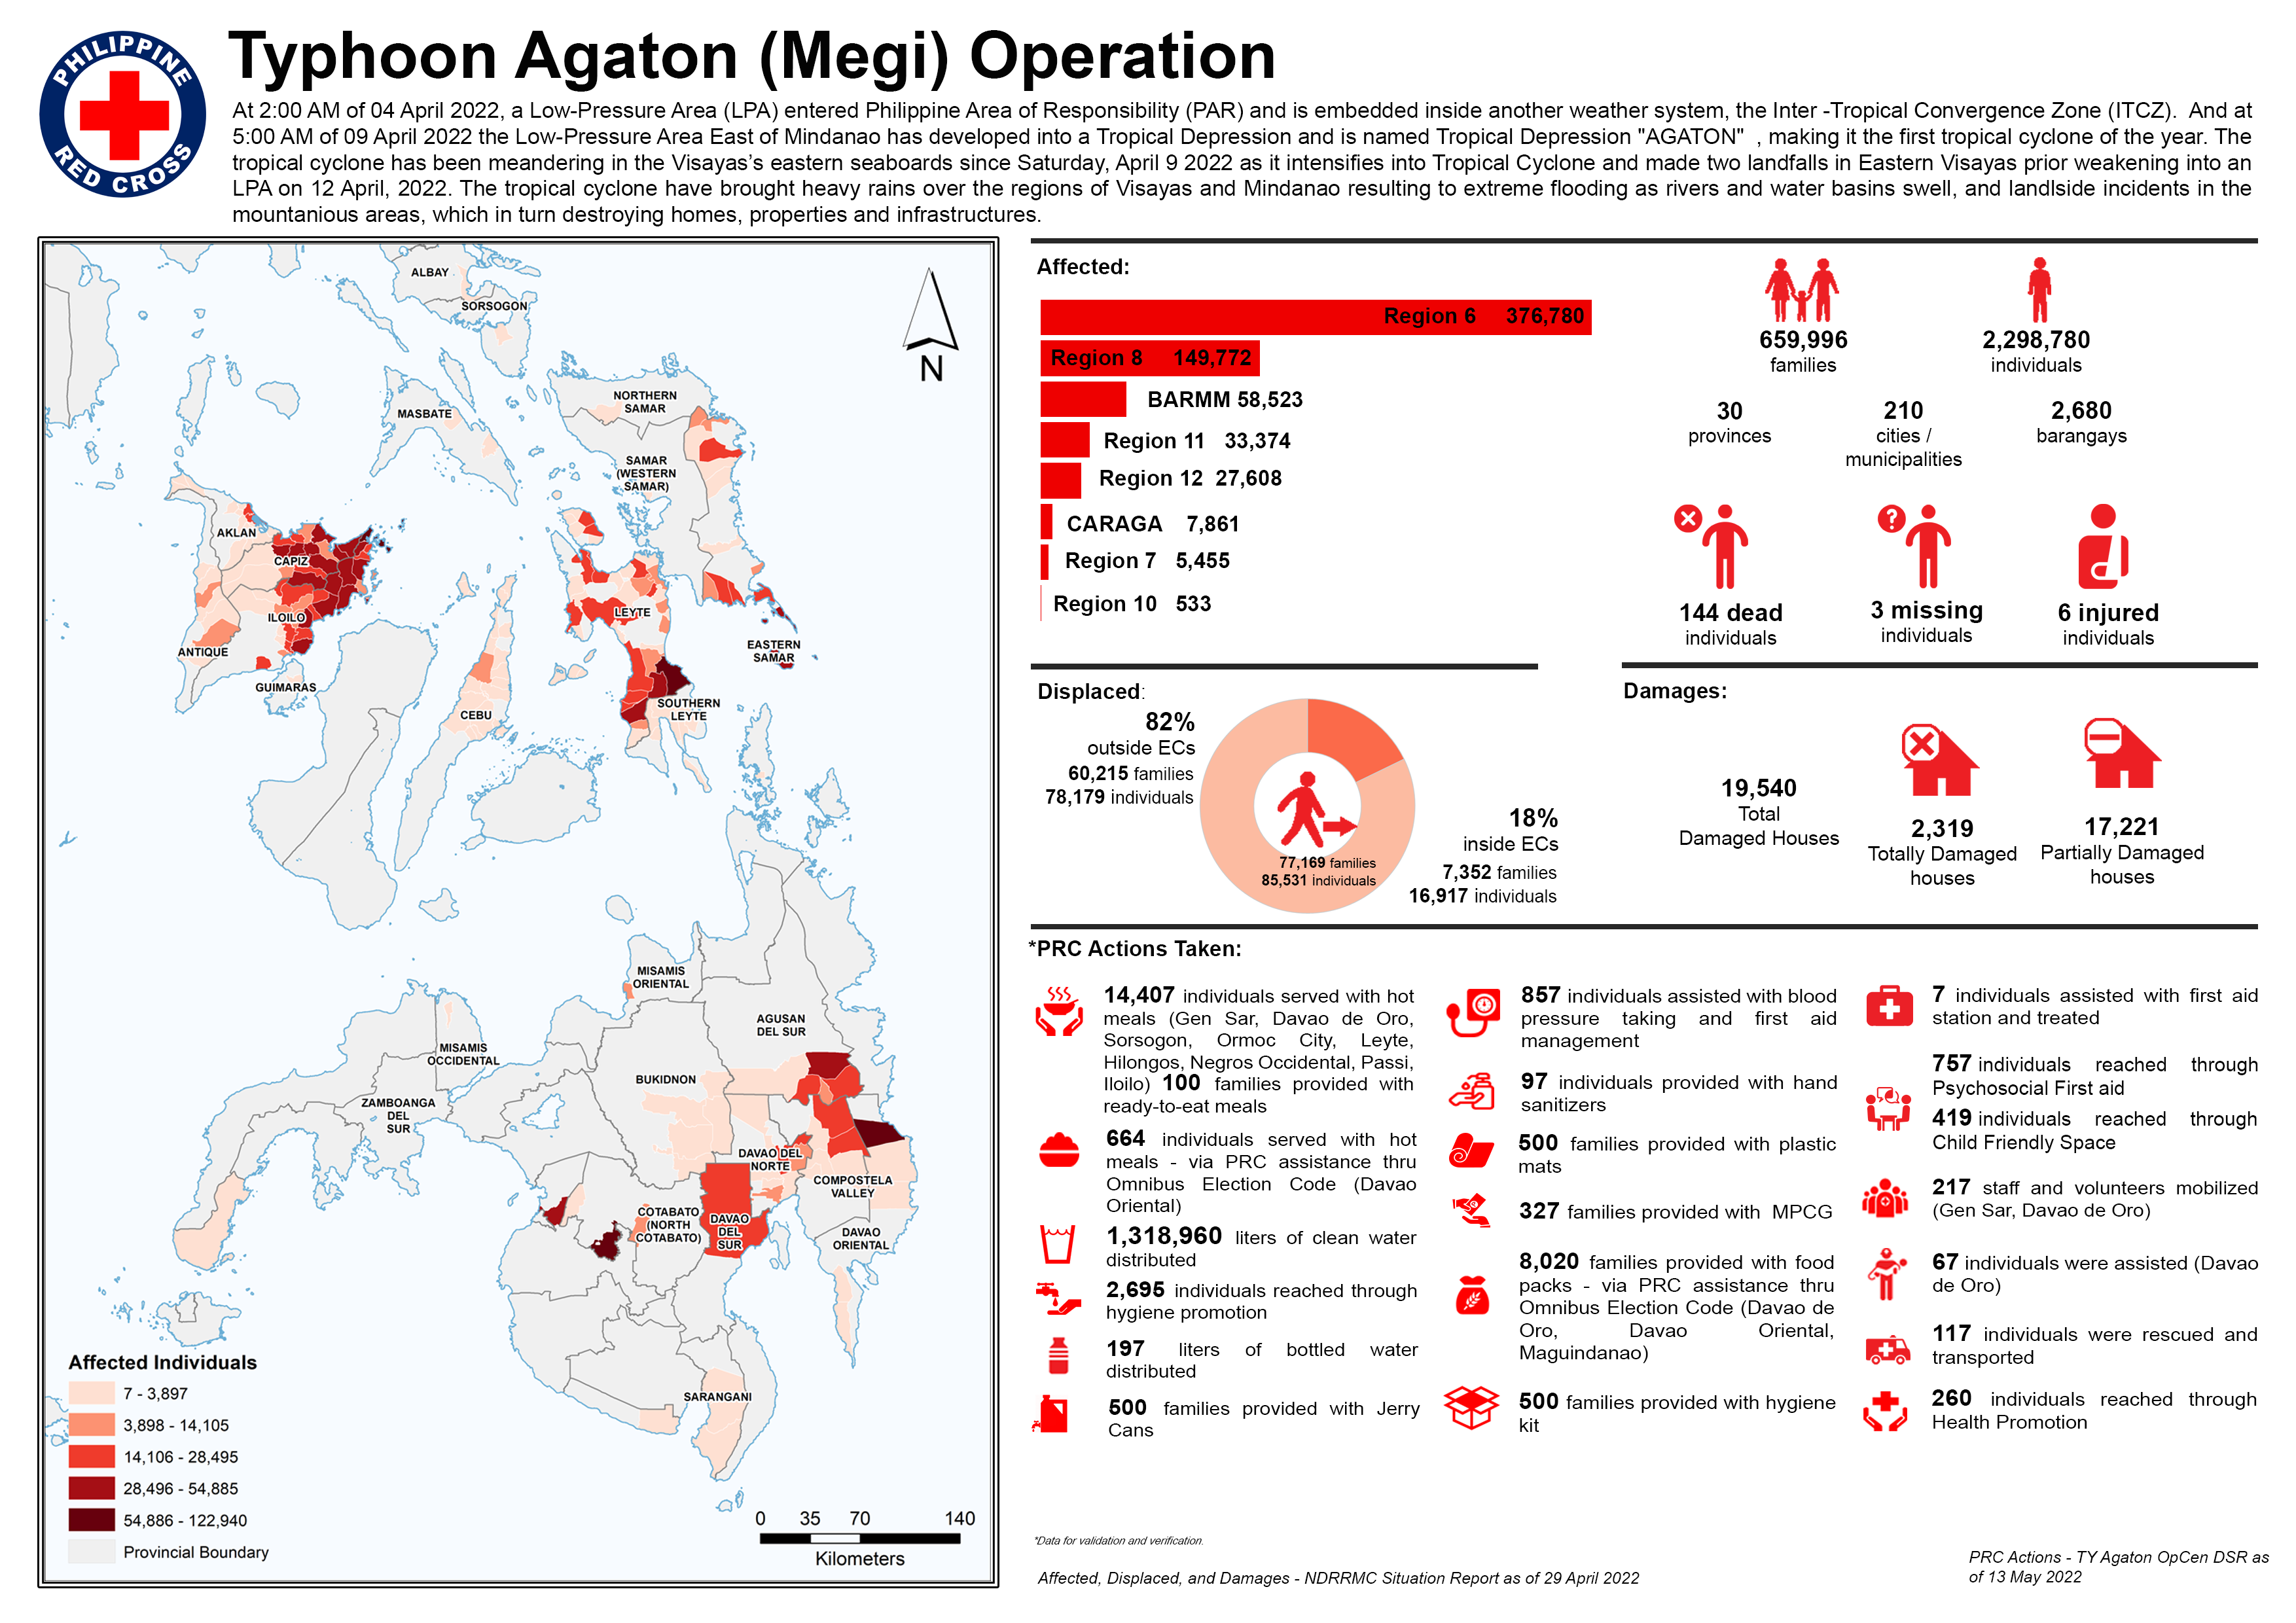 PHILIPPINE
RED CROSS
Typhoon Agaton (Megi) Operation
At 2:00 AM of 04 April 2022, a Low-Pressure Area (LPA) entered Philippine Area of Responsibility (PAR) and is embedded inside another weather system, the Inter -Tropical Convergence Zone (ITCZ). And at
5:00 AM of 09 April 2022 the Low-Pressure Area East of Mindanao has developed into a Tropical Depression and is named Tropical Depression "AGATON" , making it the first tropical cyclone of the year. The
tropical cyclone has been meandering in the Visayas's eastern seaboards since Saturday, April 9 2022 as it intensifies into Tropical Cyclone and made two landfalls in Eastern Visayas prior weakening into an
LPA on 12 April, 2022. The tropical cyclone have brought heavy rains over the regions of Visayas and Mindanao resulting to extreme flooding as rivers and water basins swell, and landlside incidents in the
mountanious areas, which in turn destroying homes, properties and infrastructures.
ALBAY
SORSOGON
N
NORTHERN
SAMAR
MASBATE
SAMAR
(WESTERN
SAMAR)
AKLAN
CAPIZ
ILOILO
LEYTE
ANTIQUE
EASTERN
SAMAR
GUIMARAS
CEBU
SOUTHERN
LEYTE
MISAMIS
ORIENTAL
AGUSAN
DEL SUR
MISAMIS
OCCIDENTAL
BUKIDNON
ZAMBOANGA
DEL
SUR
DAVAO DEL
NORTE
COMPOSTELA
VALLEY
COTABATO
(NORTH
COTABATO)
DAVAO
DEL
SUR
DAVAO
ORIENTAL
SARANGANI
Affected Individuals
7 - 3,897
3,898 - 14,105
14,106 - 28,495
28,496 - 54,885
54,886 - 122,940
Provincial Boundary
0 35 70 140
Kilometers
Affected:
Region 6 376,780
Region 8 149,772
BARMM 58,523
Region 11 33,374
Region 12 27,608
CARAGA 7,861
Region 7 5,455
Region 10 533
659,996
families
2,298,780
individuals
30
provinces
210
cities /
municipalities
2,680
barangays
144 dead
individuals
?
3 missing
individuals
6 injured
individuals
Displaced:
82%
outside ECs
60,215 families
78,179 individuals
77,169 families
85,531 individuals
18%
inside ECs
7,352 families
16,917 individuals
Damages:
19,540
Total
Damaged Houses
2,319
Totally Damaged
houses
17,221
Partially Damaged
houses
*PRC Actions Taken:
14,407 individuals served with hot
meals (Gen Sar, Davao de Oro,
Sorsogon, Ormoc City, Leyte,
Hilongos, Negros Occidental, Passi,
Iloilo) 100 families provided with
ready-to-eat meals
664 individuals served with hot
meals - via PRC assistance thru
Omnibus Election Code (Davao
Oriental)
1,318,960 liters of clean water
distributed
2,695 individuals reached through
hygiene promotion
197 liters of bottled water
distributed
500 families provided with Jerry
Cans
857 individuals assisted with blood
pressure taking and first aid
management
97 individuals provided with hand
sanitizers
500 families provided with plastic
mats
327 families provided with MPCG
8,020 families provided with food
packs - via PRC assistance thru
Omnibus Election Code (Davao de
Oro, Davao Oriental,
Maguindanao)
500 families provided with hygiene
kit
7 individuals assisted with first aid
station and treated
757 individuals reached through
Psychosocial First aid
419 individuals reached through
Child Friendly Space
217 staff and volunteers mobilized
(Gen Sar, Davao de Oro)
67 individuals were assisted (Davao
de Oro)
117 individuals were rescued and
transported
260 individuals reached through
Health Promotion
*Data for validation and verification.
Affected, Displaced, and Damages - NDRRMC Situation Report as of 29 April 2022
PRC Actions - TY Agaton OpCen DSR as
of 13 May 2022